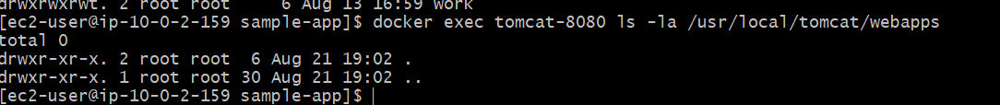 drwxrwxrwt. 2 root root     6 Aug 13 16:59 work
[ec2-user@ip-10-0-2-159 sample-app]$ docker exec tomcat-8080 ls -la /usr/local/tomcat/webapps
total 0
drwxr-xr-x. 2 root root  6 Aug 21 19:02 .
drwxr-xr-x. 1 root root 30 Aug 21 19:02 ..
[ec2-user@ip-10-0-2-159 sample-app]$